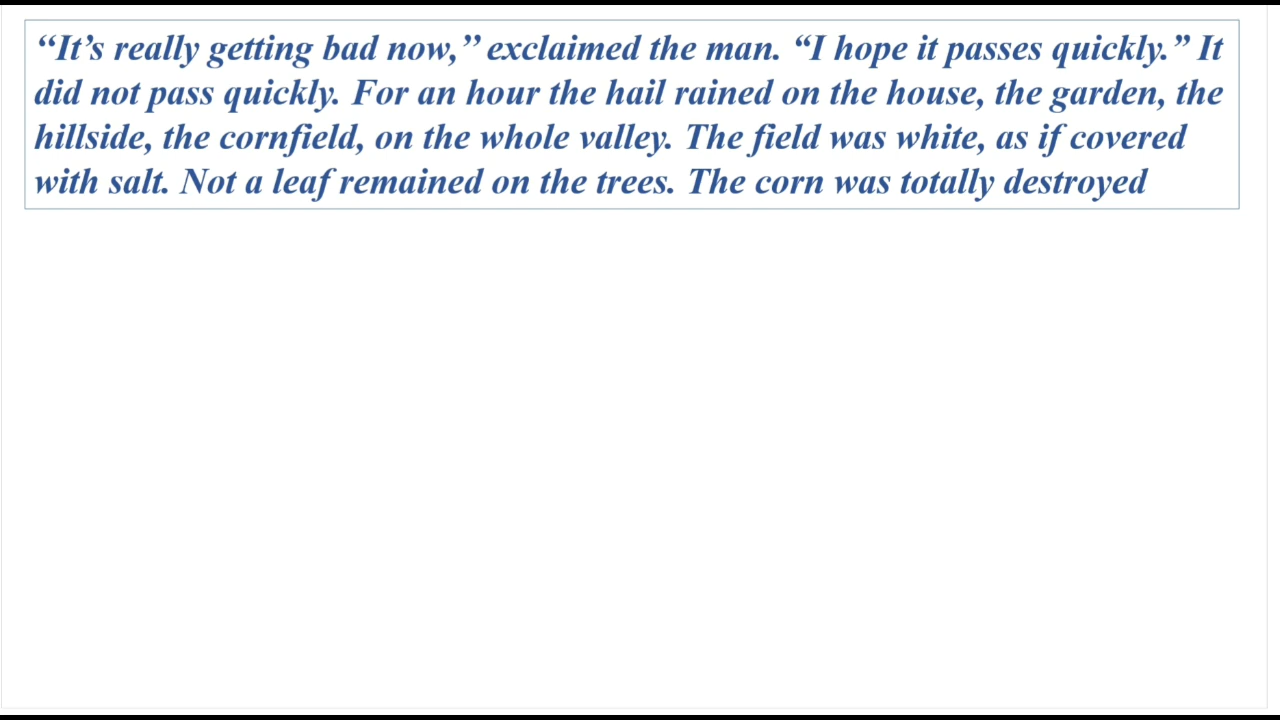 “It’s really getting bad now,” exclaimed the man. “I hope it passes quickly.” It
did not pass quickly. For an hour the hail rained on the house, the garden, the
hillside, the cornfield, on the whole valley. The field was white, as if covered
with salt. Not a leaf remained on the trees. The corn was totally destroyed